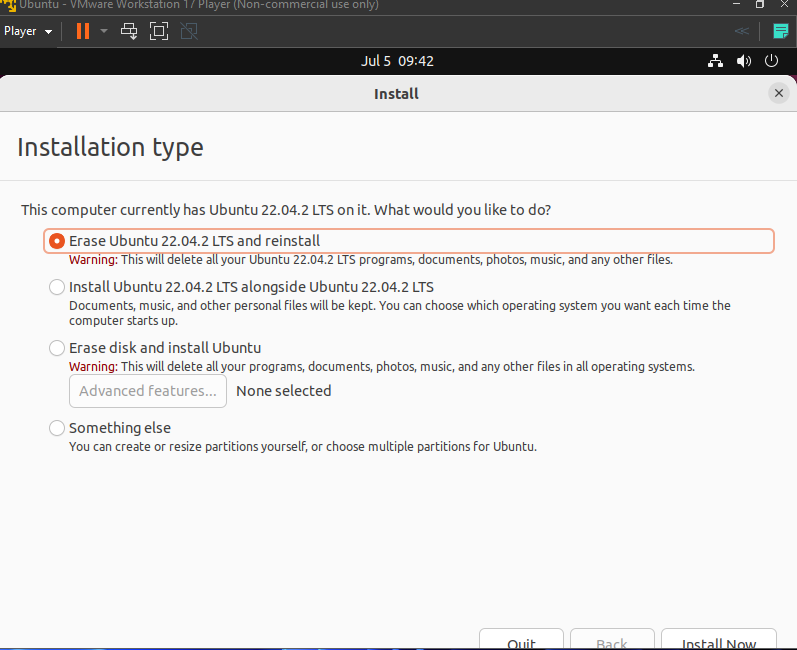 Ubuntu - VMware Workstation 17 Player (Non-commercial use only)
Player
Jul 5 09:42
Install
Installation type
This computer currently has Ubuntu 22.04.2 LTS on it. What would you like to do?
Erase Ubuntu 22.04.2 LTS and reinstall
Warning: This will delete all your Ubuntu 22.04.2 LTS programs, documents, photos, music, and any other files.
Install Ubuntu 22.04.2 LTS alongside Ubuntu 22.04.2 LTS
Documents, music, and other personal files will be kept. You can choose which operating system you want each time the
computer starts up.
Erase disk and install Ubuntu
Warning: This will delete all your programs, documents, photos, music, and any other files in all operating systems.
Advanced features... None selected
Something else
You can create or resize partitions yourself, or choose multiple partitions for Ubuntu.
Quit Back Install Now